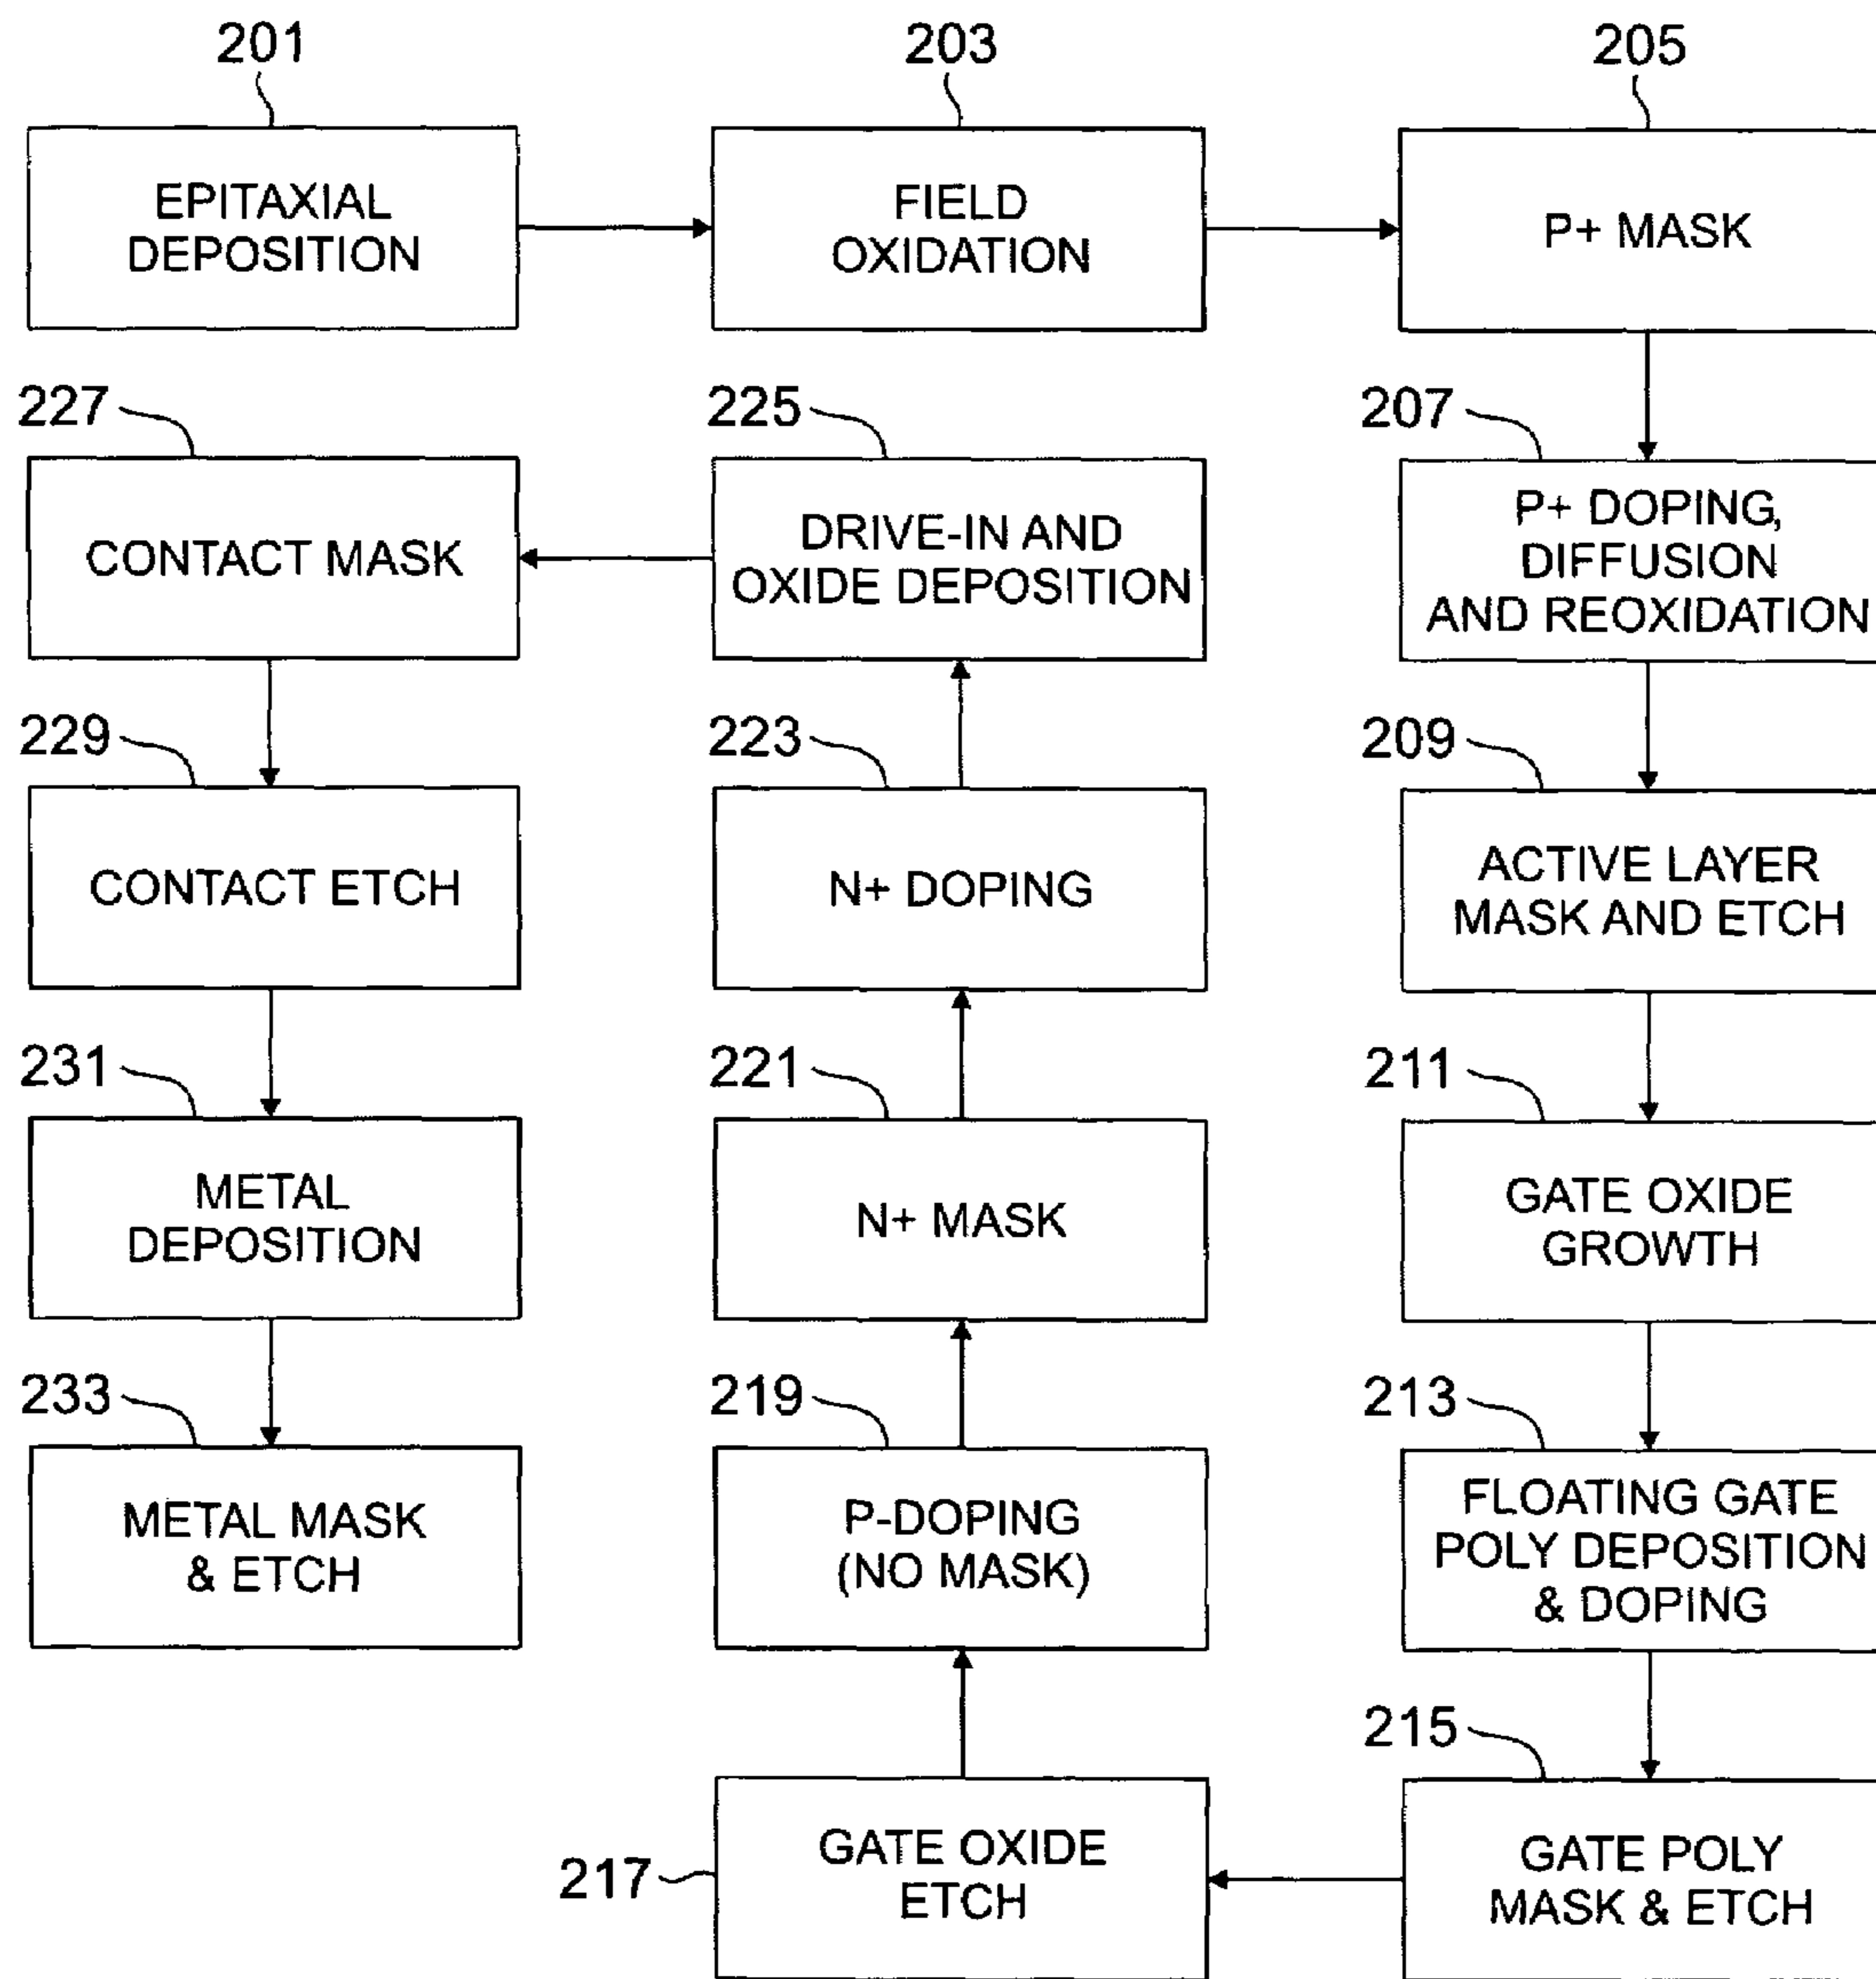 201
EPITAXIAL
DEPOSITION
203
FIELD
OXIDATION
205
P+ MASK
207
P+ DOPING,
DIFFUSION
AND REOXIDATION
209
ACTIVE LAYER
MASK AND ETCH
211
GATE OXIDE
GROWTH
213
FLOATING GATE
POLY DEPOSITION
& DOPING
215
GATE POLY
MASK & ETCH
217
GATE OXIDE
ETCH
219
P-DOPING
(NO MASK)
221
N+ MASK
223
N+ DOPING
225
DRIVE-IN AND
OXIDE DEPOSITION
227
CONTACT MASK
229
CONTACT ETCH
231
METAL
DEPOSITION
233
METAL MASK
& ETCH